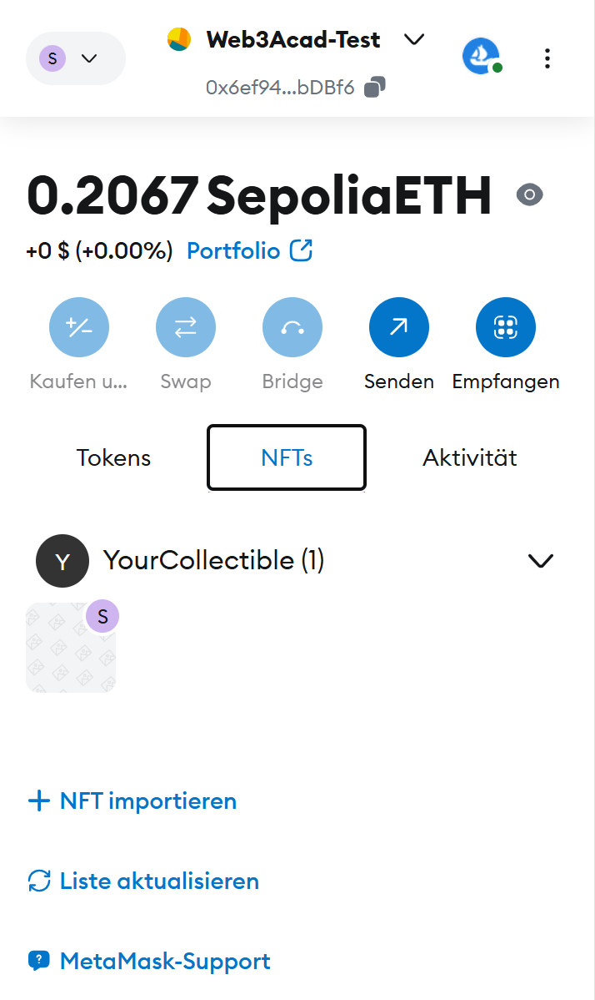 S
Web3Acad-Test
0x6ef94...bDBf6
0.2067 SepoliaETH
+0 $ (+0.00%) Portfolio
Kaufen u... Swap Bridge Senden Empfangen
Tokens NFTs Aktivität
Y YourCollectible (1)
S
NFT importieren
Liste aktualisieren
? MetaMask-Support